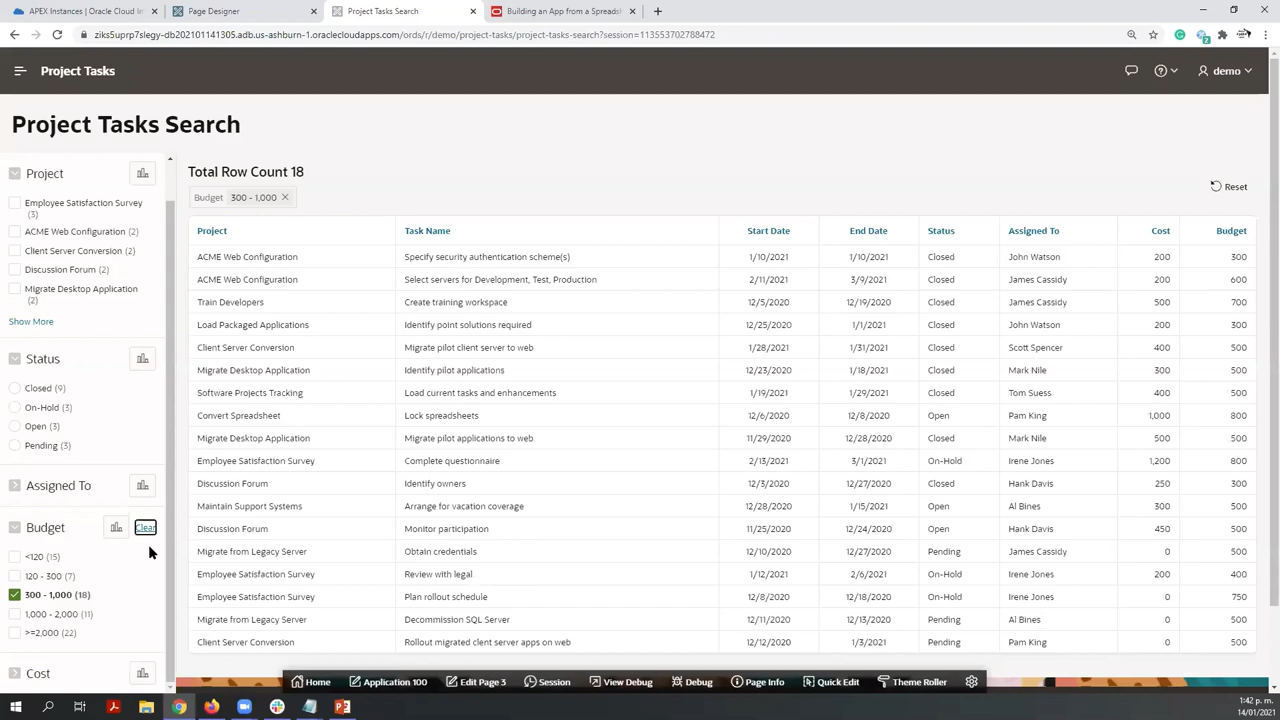 APEX Instances | Oracle Cloud In
Page Designer
Project Tasks Search
Building an App from a Spreadsh
ziks5uprp7slegy-db202101141305.adb.us-ashburn-1.oraclecloudapps.com/ords/r/demo/project-tasks/project-tasks-search?session=113553702788472
Project Tasks
demo
Project Tasks Search
Project
Employee Satisfaction Survey
(3)
ACME Web Configuration (2)
Client Server Conversion (2)
Discussion Forum (2)
Migrate Desktop Application
(2)
Show More
Status
Closed (9)
On-Hold (3)
Open (3)
Pending (3)
Assigned To
Budget Clear
<120 (15)
120 - 300 (7)
300 - 1,000 (18)
1,000 - 2,000 (11)
>=2,000 (22)
Cost
Total Row Count 18
Budget 300 - 1,000
Reset
Project Task Name Start Date End Date Status Assigned To Cost Budget
ACME Web Configuration Specify security authentication scheme(s) 1/10/2021 1/10/2021 Closed John Watson 200 300
ACME Web Configuration Select servers for Development, Test, Production 2/11/2021 3/9/2021 Closed James Cassidy 200 600
Train Developers Create training workspace 12/5/2020 12/19/2020 Closed James Cassidy 500 700
Load Packaged Applications Identify point solutions required 12/25/2020 1/1/2021 Closed John Watson 200 300
Client Server Conversion Migrate pilot client server to web 1/28/2021 1/31/2021 Closed Scott Spencer 400 500
Migrate Desktop Application Identify pilot applications 12/23/2020 1/18/2021 Closed Mark Nile 300 500
Software Projects Tracking Load current tasks and enhancements 1/19/2021 1/29/2021 Closed Tom Suess 400 500
Convert Spreadsheet Lock spreadsheets 12/6/2020 12/8/2020 Open Pam King 1,000 800
Migrate Desktop Application Migrate pilot applications to web 11/29/2020 12/28/2020 Closed Mark Nile 500 500
Employee Satisfaction Survey Complete questionnaire 2/13/2021 3/1/2021 On-Hold Irene Jones 1,200 800
Discussion Forum Identify owners 12/3/2020 12/27/2020 Closed Hank Davis 250 300
Maintain Support Systems Arrange for vacation coverage 12/28/2020 1/15/2021 Open Al Bines 300 500
Discussion Forum Monitor participation 11/25/2020 12/24/2020 Open Hank Davis 450 500
Migrate from Legacy Server Obtain credentials 12/10/2020 12/27/2020 Pending James Cassidy 0 500
Employee Satisfaction Survey Review with legal 1/12/2021 2/6/2021 On-Hold Irene Jones 200 400
Employee Satisfaction Survey Plan rollout schedule 12/8/2020 12/18/2020 On-Hold Irene Jones 0 750
Migrate from Legacy Server Decommission SQL Server 12/11/2020 12/13/2020 Pending Al Bines 0 500
Client Server Conversion Rollout migrated clent server apps on web 12/12/2020 1/3/2021 Pending Pam King 0 500
Home Application 100 Edit Page 3 Session View Debug Debug Page Info Quick Edit Theme Roller
1:42 p. m.
14/01/2021